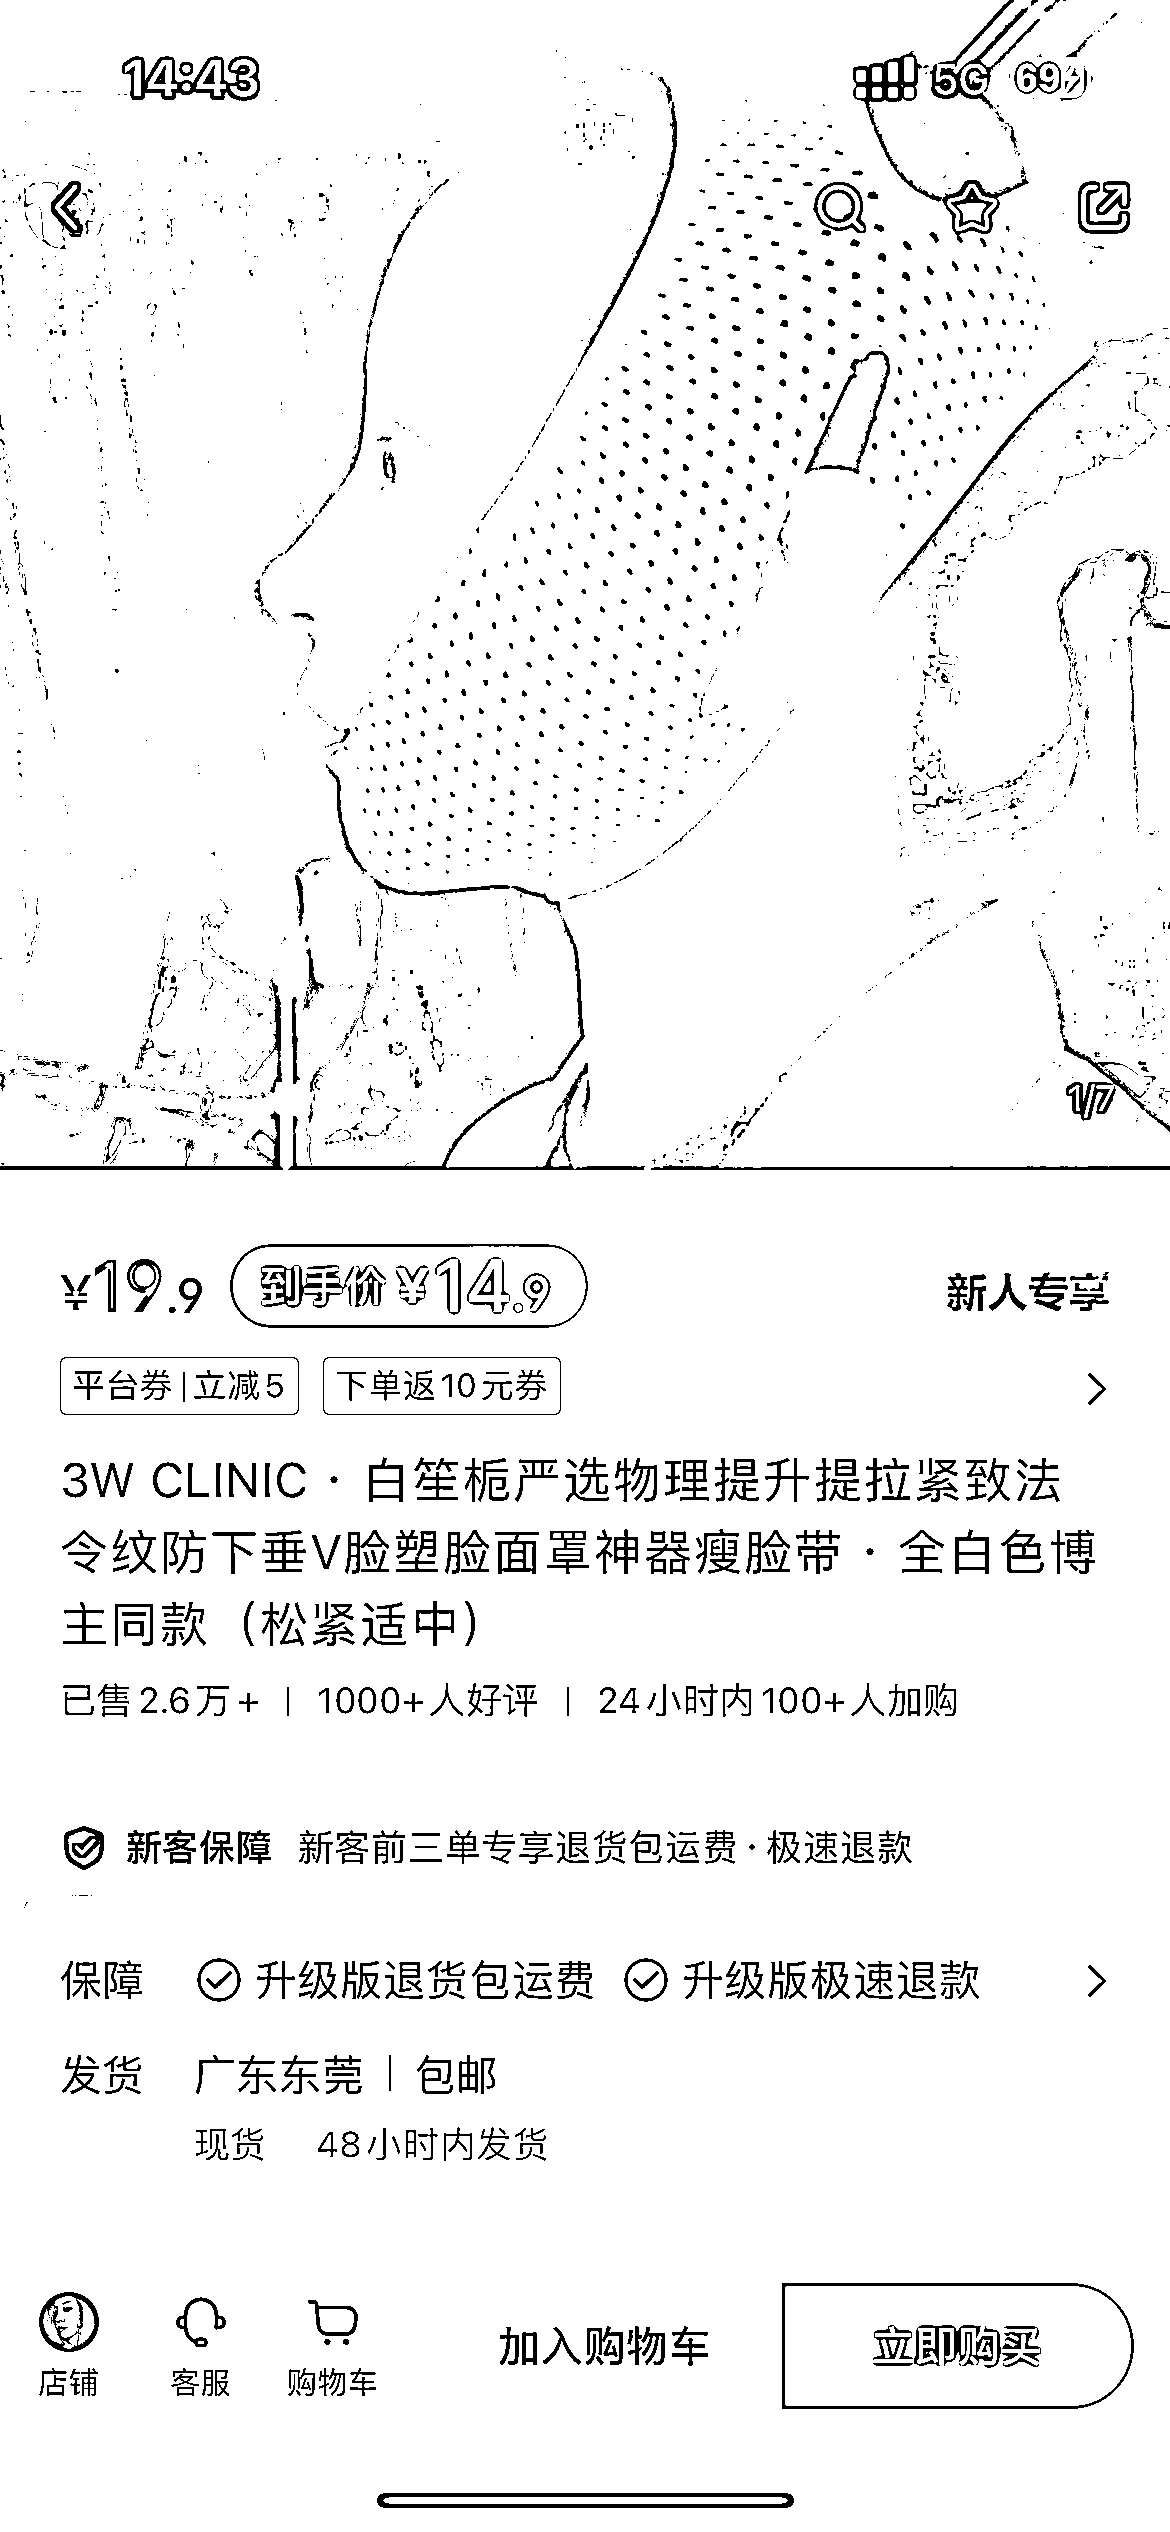 14:43
5G 69
1/7
¥19.9 到手价 ¥14.9 新人专享
平台券|立减5 下单返10元券
3W CLINIC · 白笙栀严选物理提升提拉紧致法
令纹防下垂V脸塑脸面罩神器瘦脸带 · 全白色博
主同款（松紧适中）
已售2.6万+ | 1000+人好评 | 24小时内100+人加购
新客保障 新客前三单专享退货包运费·极速退款
保障 升级版退货包运费 升级版极速退款
发货 广东东莞 | 包邮
现货 48小时内发货
店铺 客服 购物车 加入购物车 立即购买